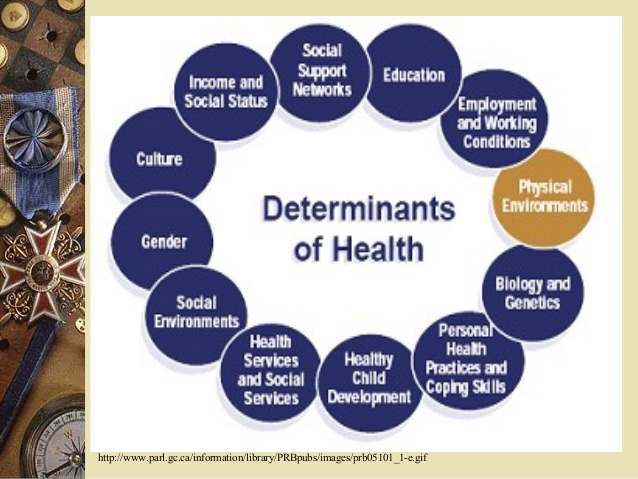 Determinants
of Health
Income and
Social Status
Social
Support
Networks
Education
Employment
and Working
Conditions
Physical
Environments
Biology and
Genetics
Personal
Health
Practices and
Coping Skills
Healthy
Child
Development
Health
Services
and Social
Services
Social
Environments
Gender
Culture
http://www.parl.gc.ca/information/library/PRBpubs/images/prb05101_1-e.gif